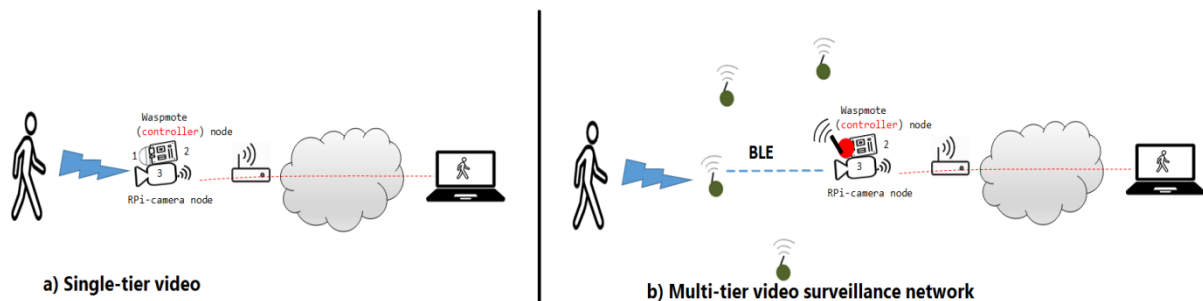 Waspmote
(controller) node
1
2
3
RPi-camera node
a) Single-tier video
Waspmote
(controller) node
2
3
BLE
RPi-camera node
b) Multi-tier video surveillance network